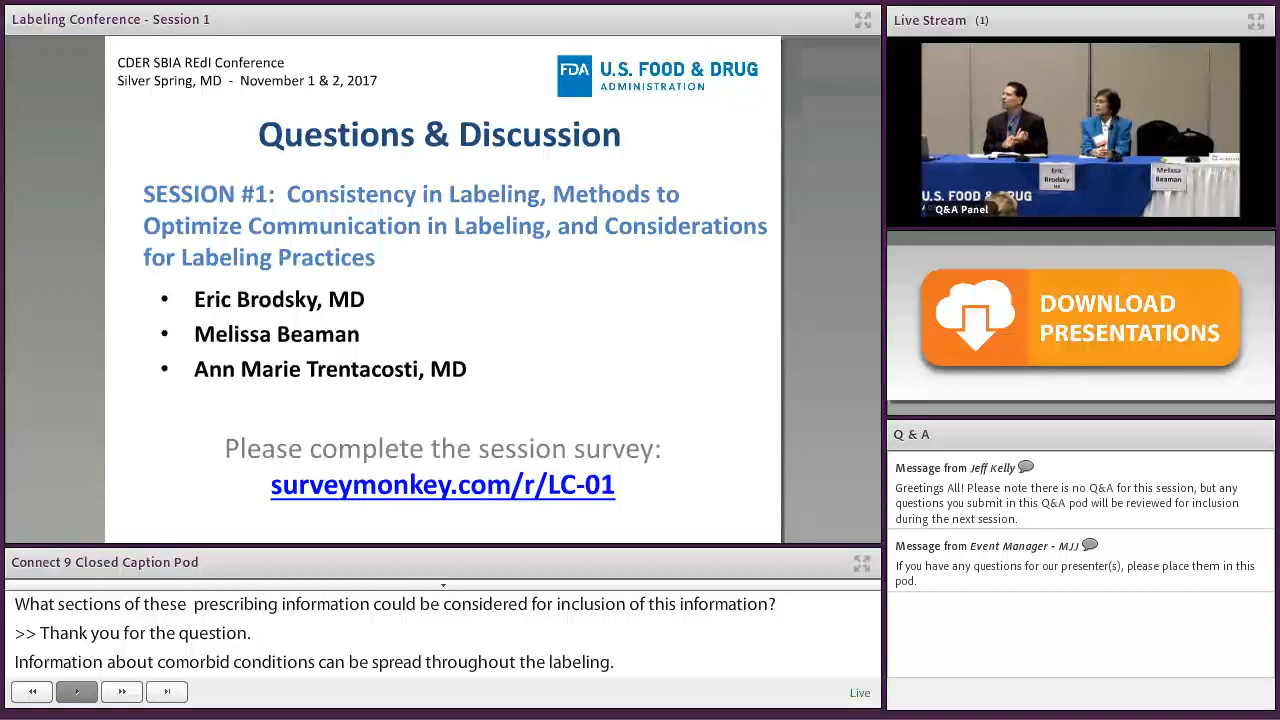 Labeling Conference - Session 1
CDER SBIA REdI Conference
Silver Spring, MD - November 1 & 2, 2017
FDA
U.S. FOOD & DRUG
ADMINISTRATION
Questions & Discussion
SESSION #1: Consistency in Labeling, Methods to
Optimize Communication in Labeling, and Considerations
for Labeling Practices
• Eric Brodsky, MD
• Melissa Beaman
• Ann Marie Trentacosti, MD
Please complete the session survey:
surveymonkey.com/r/LC-01
Connect 9 Closed Caption Pod
What sections of these prescribing information could be considered for inclusion of this information?
>> Thank you for the question.
Information about comorbid conditions can be spread throughout the labeling.
Live
Live Stream (1)
Eric
Brodsky
Melissa
Beaman
U.S. FOOD & DRUG
Q&A Panel
DOWNLOAD
PRESENTATIONS
Q & A
Message from Jeff Kelly
Greetings All! Please note there is no Q&A for this session, but any
questions you submit in this Q&A pod will be reviewed for inclusion
during the next session.
Message from Event Manager - MJJ
If you have any questions for our presenter(s), please place them in this
pod.